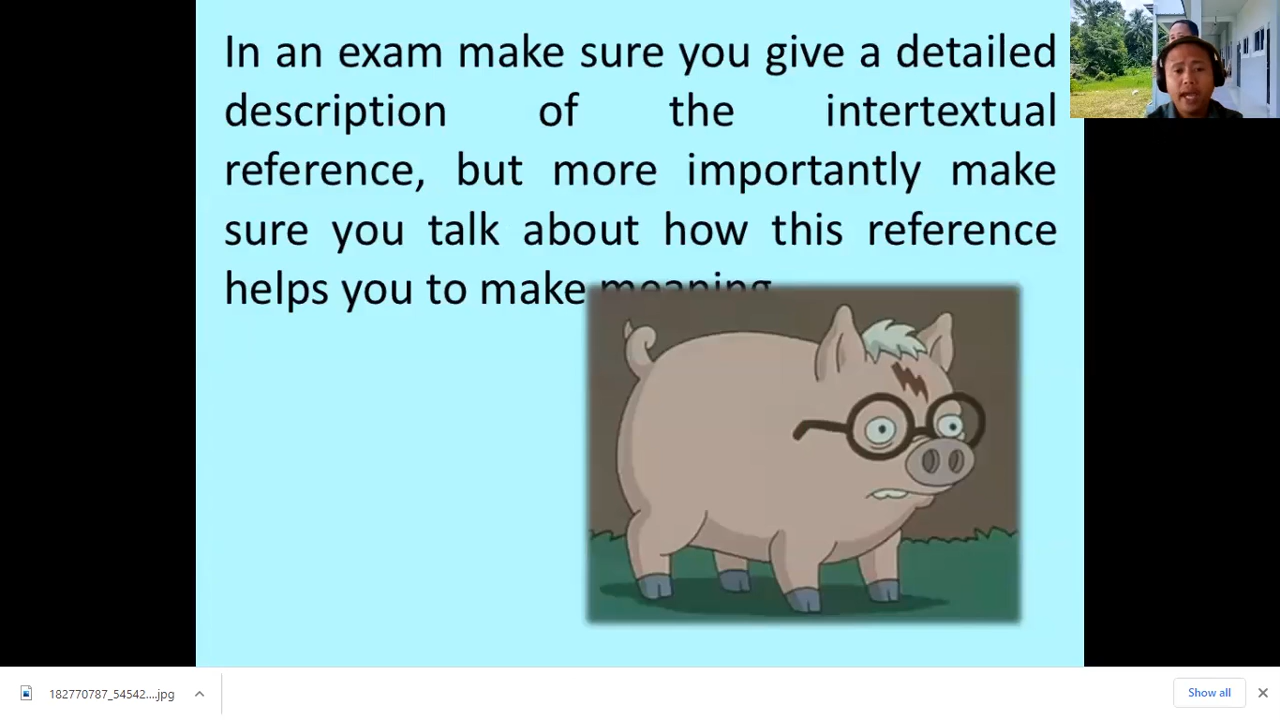 In an exam make sure you give a detailed
description of the intertextual
reference, but more importantly make
sure you talk about how this reference
helps you to make meaning
182770787_54542....jpg
Show all